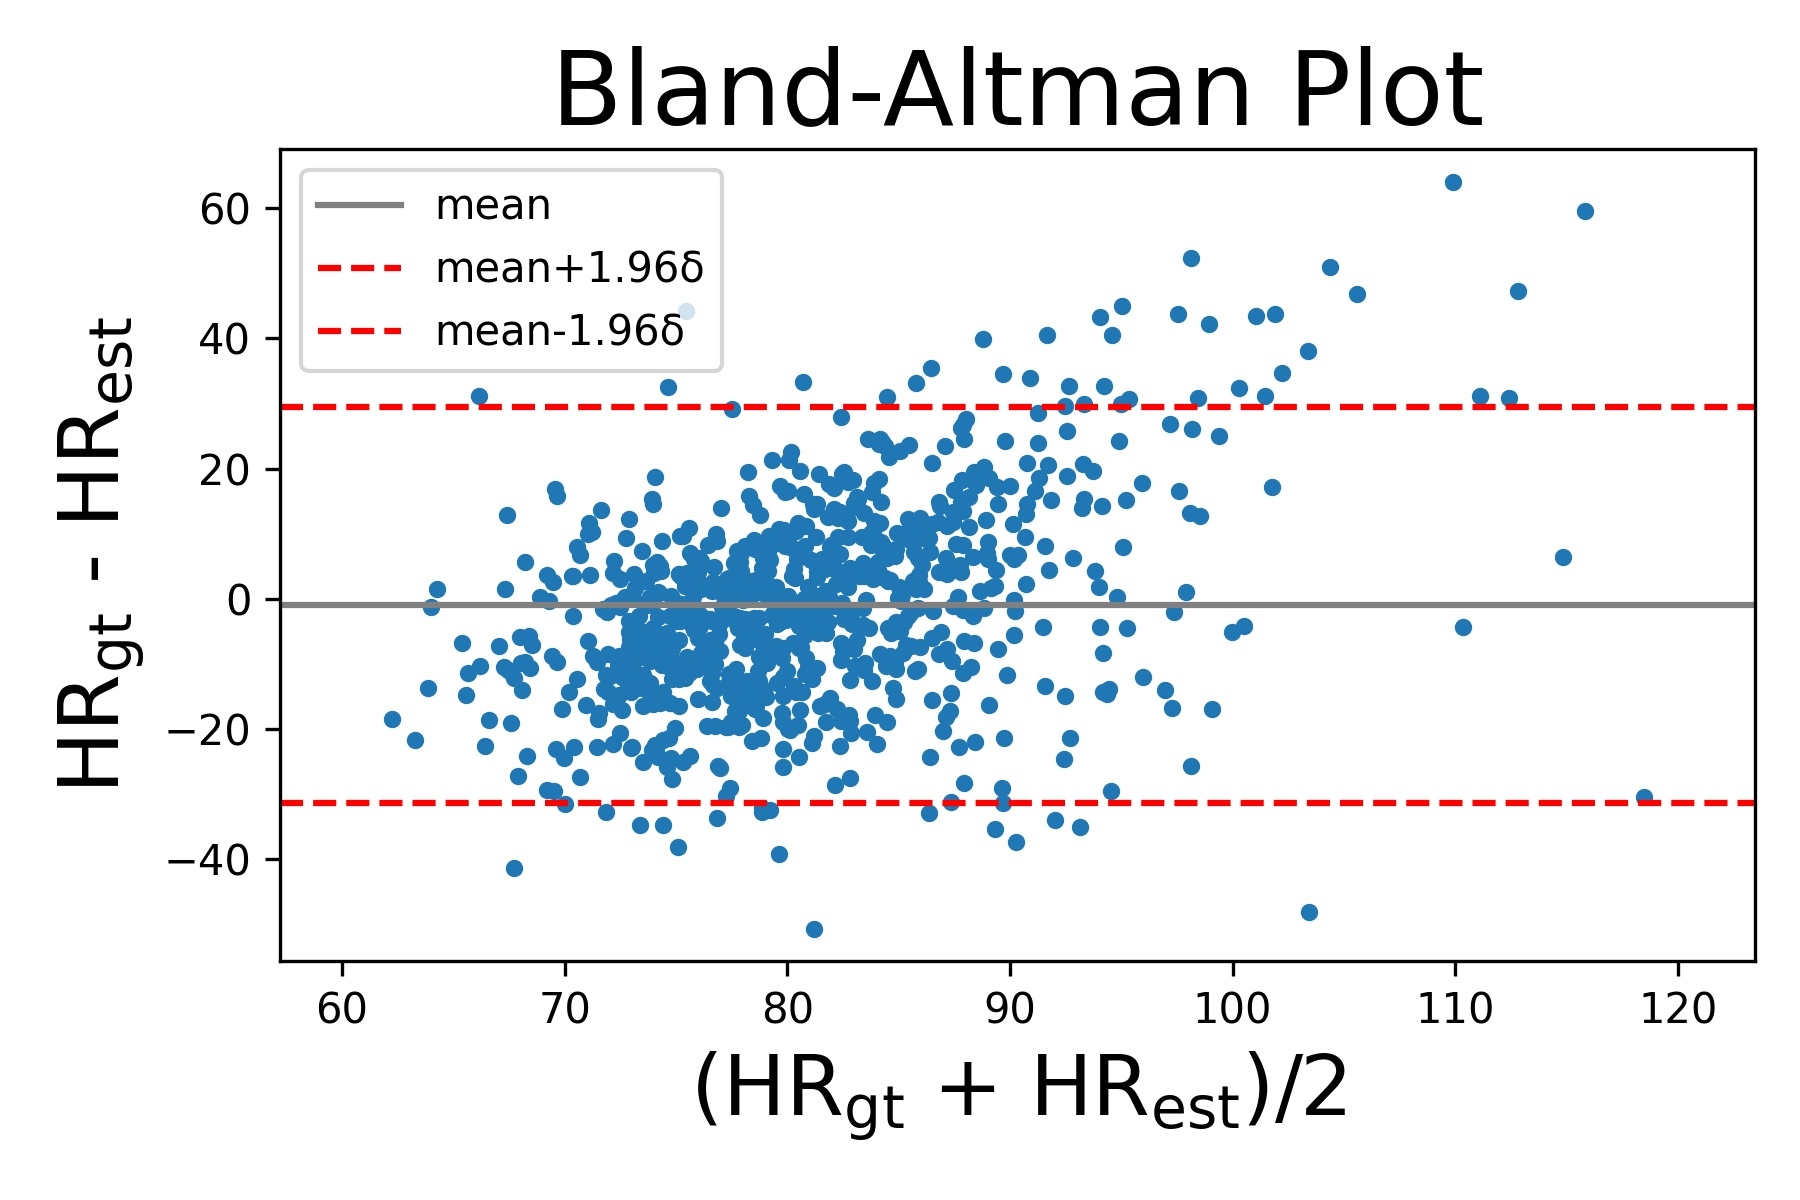 Bland-Altman Plot
mean
mean+1.96δ
mean-1.96δ
60
40
20
0
−20
−40
HRgt - HRest
60 70 80 90 100 110 120
(HRgt + HRest)/2